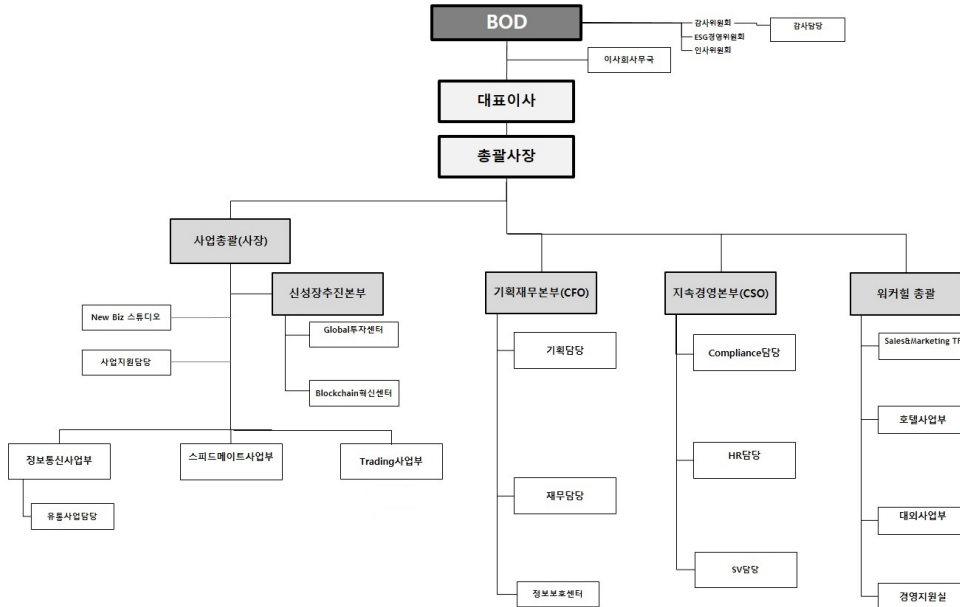 BOD
감사위원회
ESG경영위원회
인사위원회
감사담당
이사회사무국
대표이사
총괄사장
사업총괄(사장)
신성장추진본부
기획재무본부(CFO)
지속경영본부(CSO)
워커힐 총괄
New Biz 스튜디오
Global투자센터
기획담당
Compliance담당
Sales&Marketing TF
사업지원담당
Blockchain혁신센터
호텔사업부
정보통신사업부
스피드메이트사업부
Trading사업부
HR담당
재무담당
유통사업담당
대외사업부
SV담당
정보보호센터
경영지원실